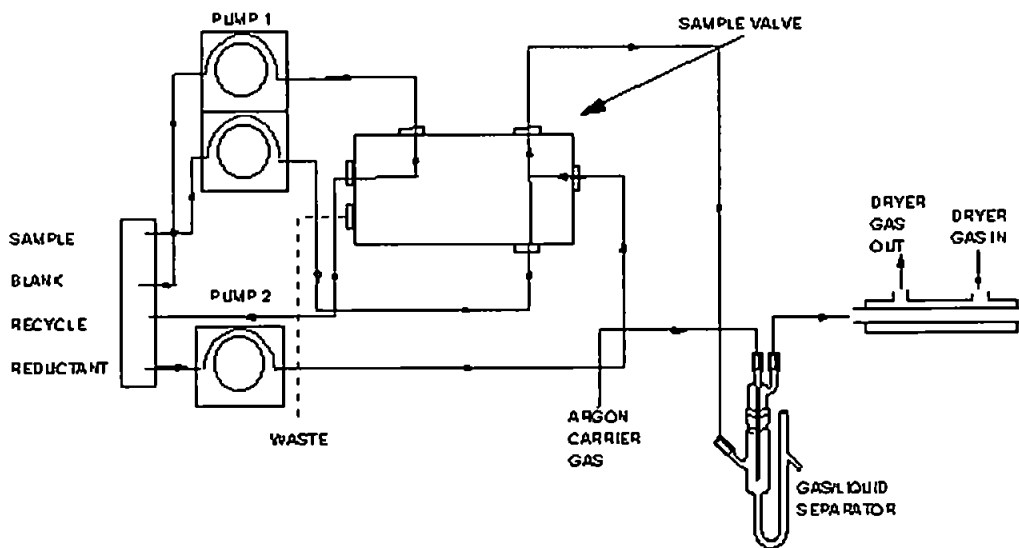 PUMP 1
SAMPLE VALVE
SAMPLE
BLANK
RECYCLE
REDUCTANT
PUMP 2
WASTE
ARGON
CARRIER
GAS
DRYER
GAS
OUT
DRYER
GAS IN
GAS/LIQUID
SEPARATOR